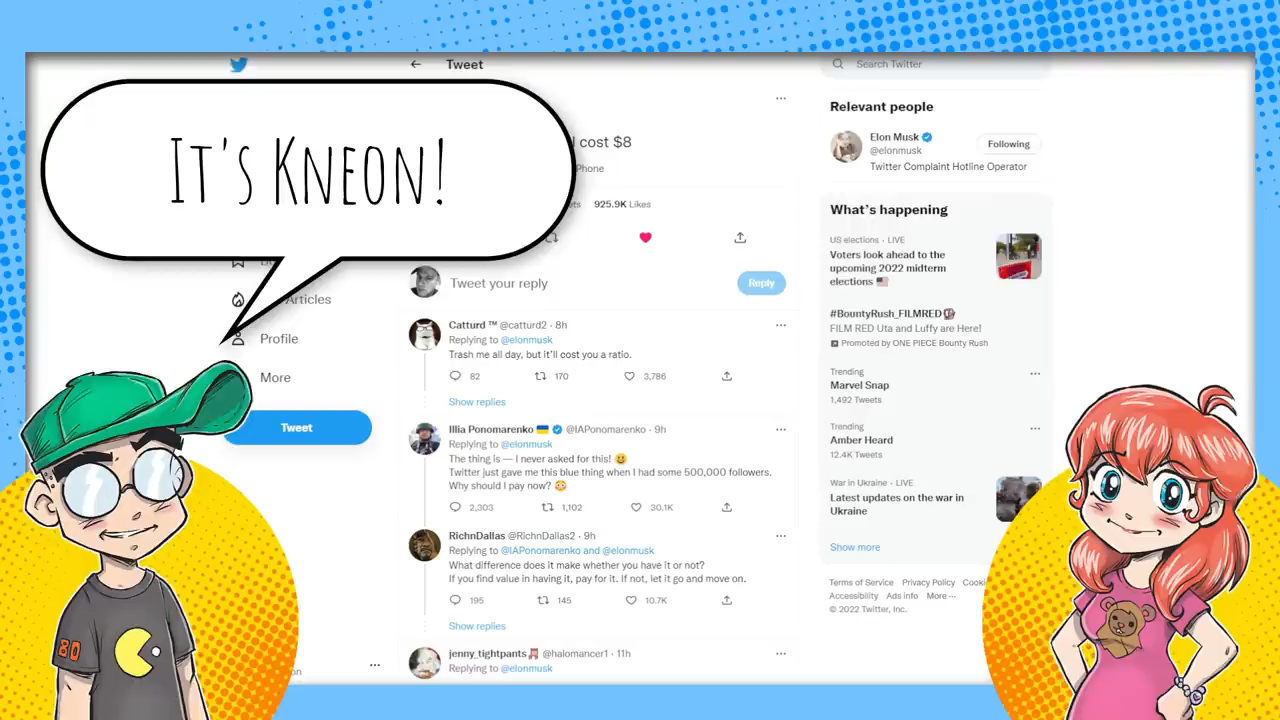 Tweet
Search Twitter
It's Kneon!
cost $8
Phone
925.9K Likes
Articles
Profile
More
Tweet
Tweet your reply
Reply
Catturd ™ @catturd2 · 8h
Replying to @elonmusk
Trash me all day, but it'll cost you a ratio.
82
170
3,786
Show replies
Illia Ponomarenko 🇺🇦 @IAPonomarenko · 9h
Replying to @elonmusk
The thing is — I never asked for this! 😃
Twitter just gave me this blue thing when I had some 500,000 followers.
Why should I pay now? 😳
2,303
1,102
30.1K
RichnDallas @RichnDallas2 · 9h
Replying to @IAPonomarenko and @elonmusk
What difference does it make whether you have it or not?
If you find value in having it, pay for it. If not, let it go and move on.
195
145
10.7K
Show replies
jenny_tightpants @halomancer1 · 11h
Replying to @elonmusk
Relevant people
Elon Musk
@elonmusk
Following
Twitter Complaint Hotline Operator
What's happening
US elections · LIVE
Voters look ahead to the
upcoming 2022 midterm
elections 🇺🇸
#BountyRush_FILMRED
FILM RED Uta and Luffy are Here!
Promoted by ONE PIECE Bounty Rush
Trending
Marvel Snap
1,492 Tweets
Trending
Amber Heard
12.4K Tweets
War in Ukraine · LIVE
Latest updates on the war in
Ukraine
Show more
Terms of Service Privacy Policy
Accessibility Ads info More ···
© 2022 Twitter, Inc.
80